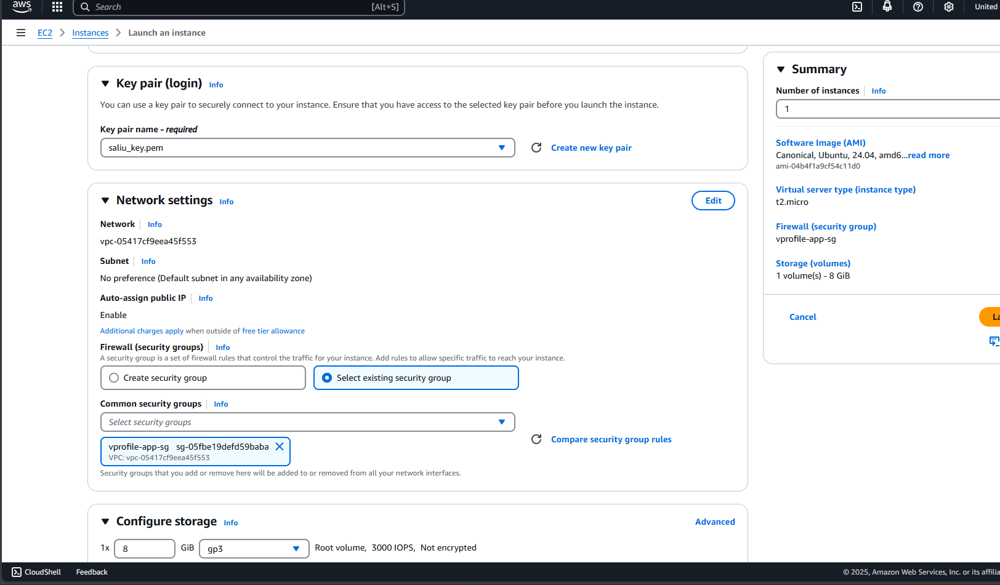 aws
Search [Alt+S]
United
EC2 Instances Launch an instance
Key pair (login) Info
You can use a key pair to securely connect to your instance. Ensure that you have access to the selected key pair before you launch the instance.
Key pair name - required
saliu_key.pem
Create new key pair
Network settings Info
Edit
Network Info
vpc-05417cf9eea45f553
Subnet Info
No preference (Default subnet in any availability zone)
Auto-assign public IP Info
Enable
Additional charges apply when outside of free tier allowance
Firewall (security groups) Info
A security group is a set of firewall rules that control the traffic for your instance. Add rules to allow specific traffic to reach your instance.
Create security group
Select existing security group
Common security groups Info
Select security groups
vprofile-app-sg sg-05fbe19defd59baba
VPC: vpc-05417cf9eea45f553
Compare security group rules
Security groups that you add or remove here will be added to or removed from all your network interfaces.
Configure storage Info
Advanced
1x 8 GiB gp3 Root volume, 3000 IOPS, Not encrypted
Summary
Number of instances Info
1
Software Image (AMI)
Canonical, Ubuntu, 24.04, amd6...read more
ami-04b4f1a9cf54c11d0
Virtual server type (instance type)
t2.micro
Firewall (security group)
vprofile-app-sg
Storage (volumes)
1 volume(s) - 8 GiB
Cancel
La
CloudShell Feedback
© 2025, Amazon Web Services, Inc. or its affilia